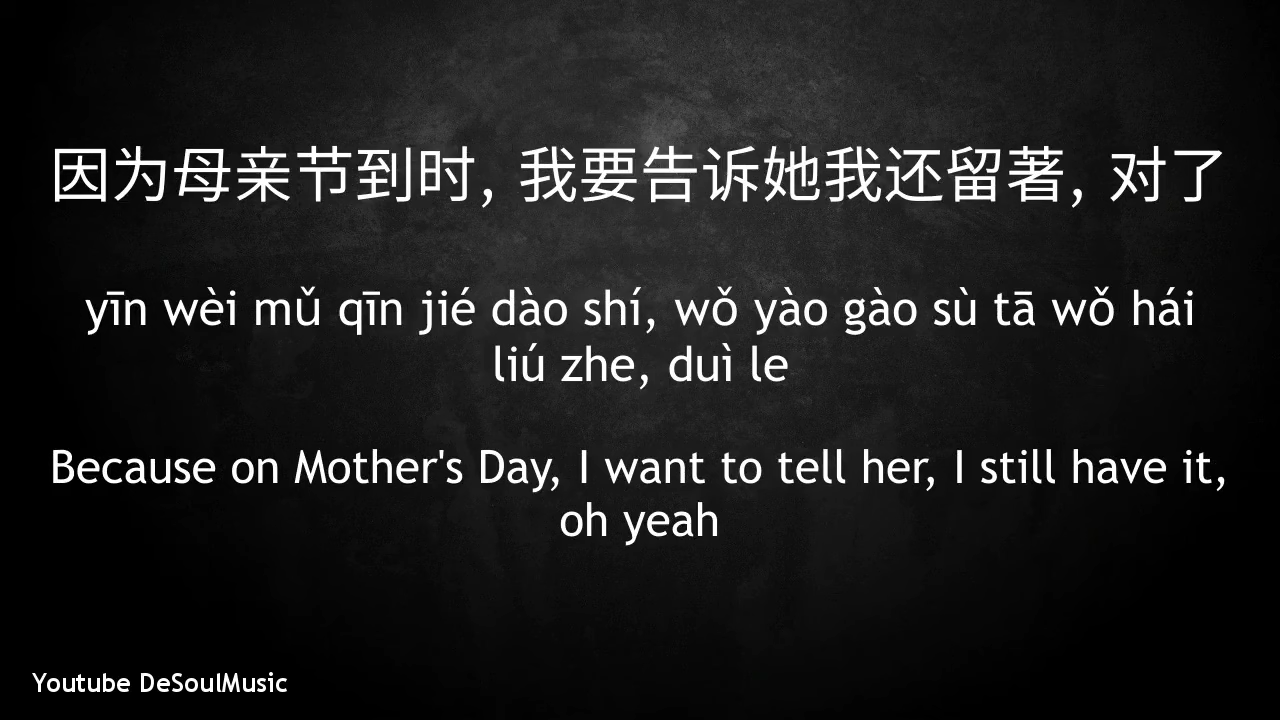 因为母亲节到时, 我要告诉她我还留著, 对了
yīn wèi mǔ qīn jié dào shí, wǒ yào gào sù tā wǒ hái
liú zhe, duì le
Because on Mother's Day, I want to tell her, I still have it,
oh yeah
Youtube DeSoulMusic